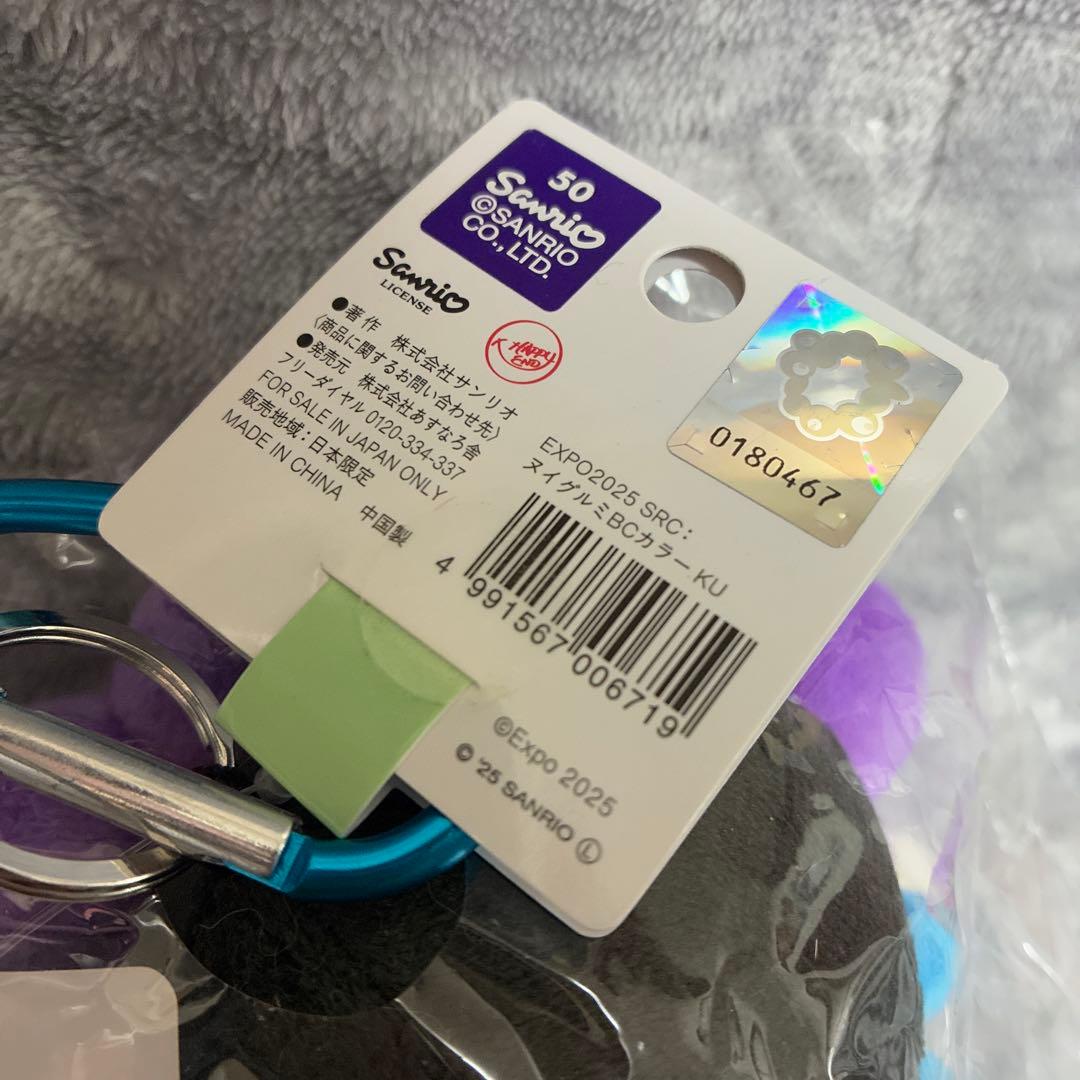 50
Sanrio
©SANRIO
CO., LTD.
Sanrio
LICENSE
●著作 株式会社サンリオ
〈商品に関するお問い合わせ先〉
●発売元 株式会社あすなろ舎
フリーダイヤル 0120-334-337
FOR SALE IN JAPAN ONLY
販売地域：日本限定
MADE IN CHINA
中国製
K HAPPY
END
0180467
EXPO2025 SRC：
ヌイグルミBCカラー KU
4 991567 006719
©Expo 2025
© '25 SANRIO Ⓛ